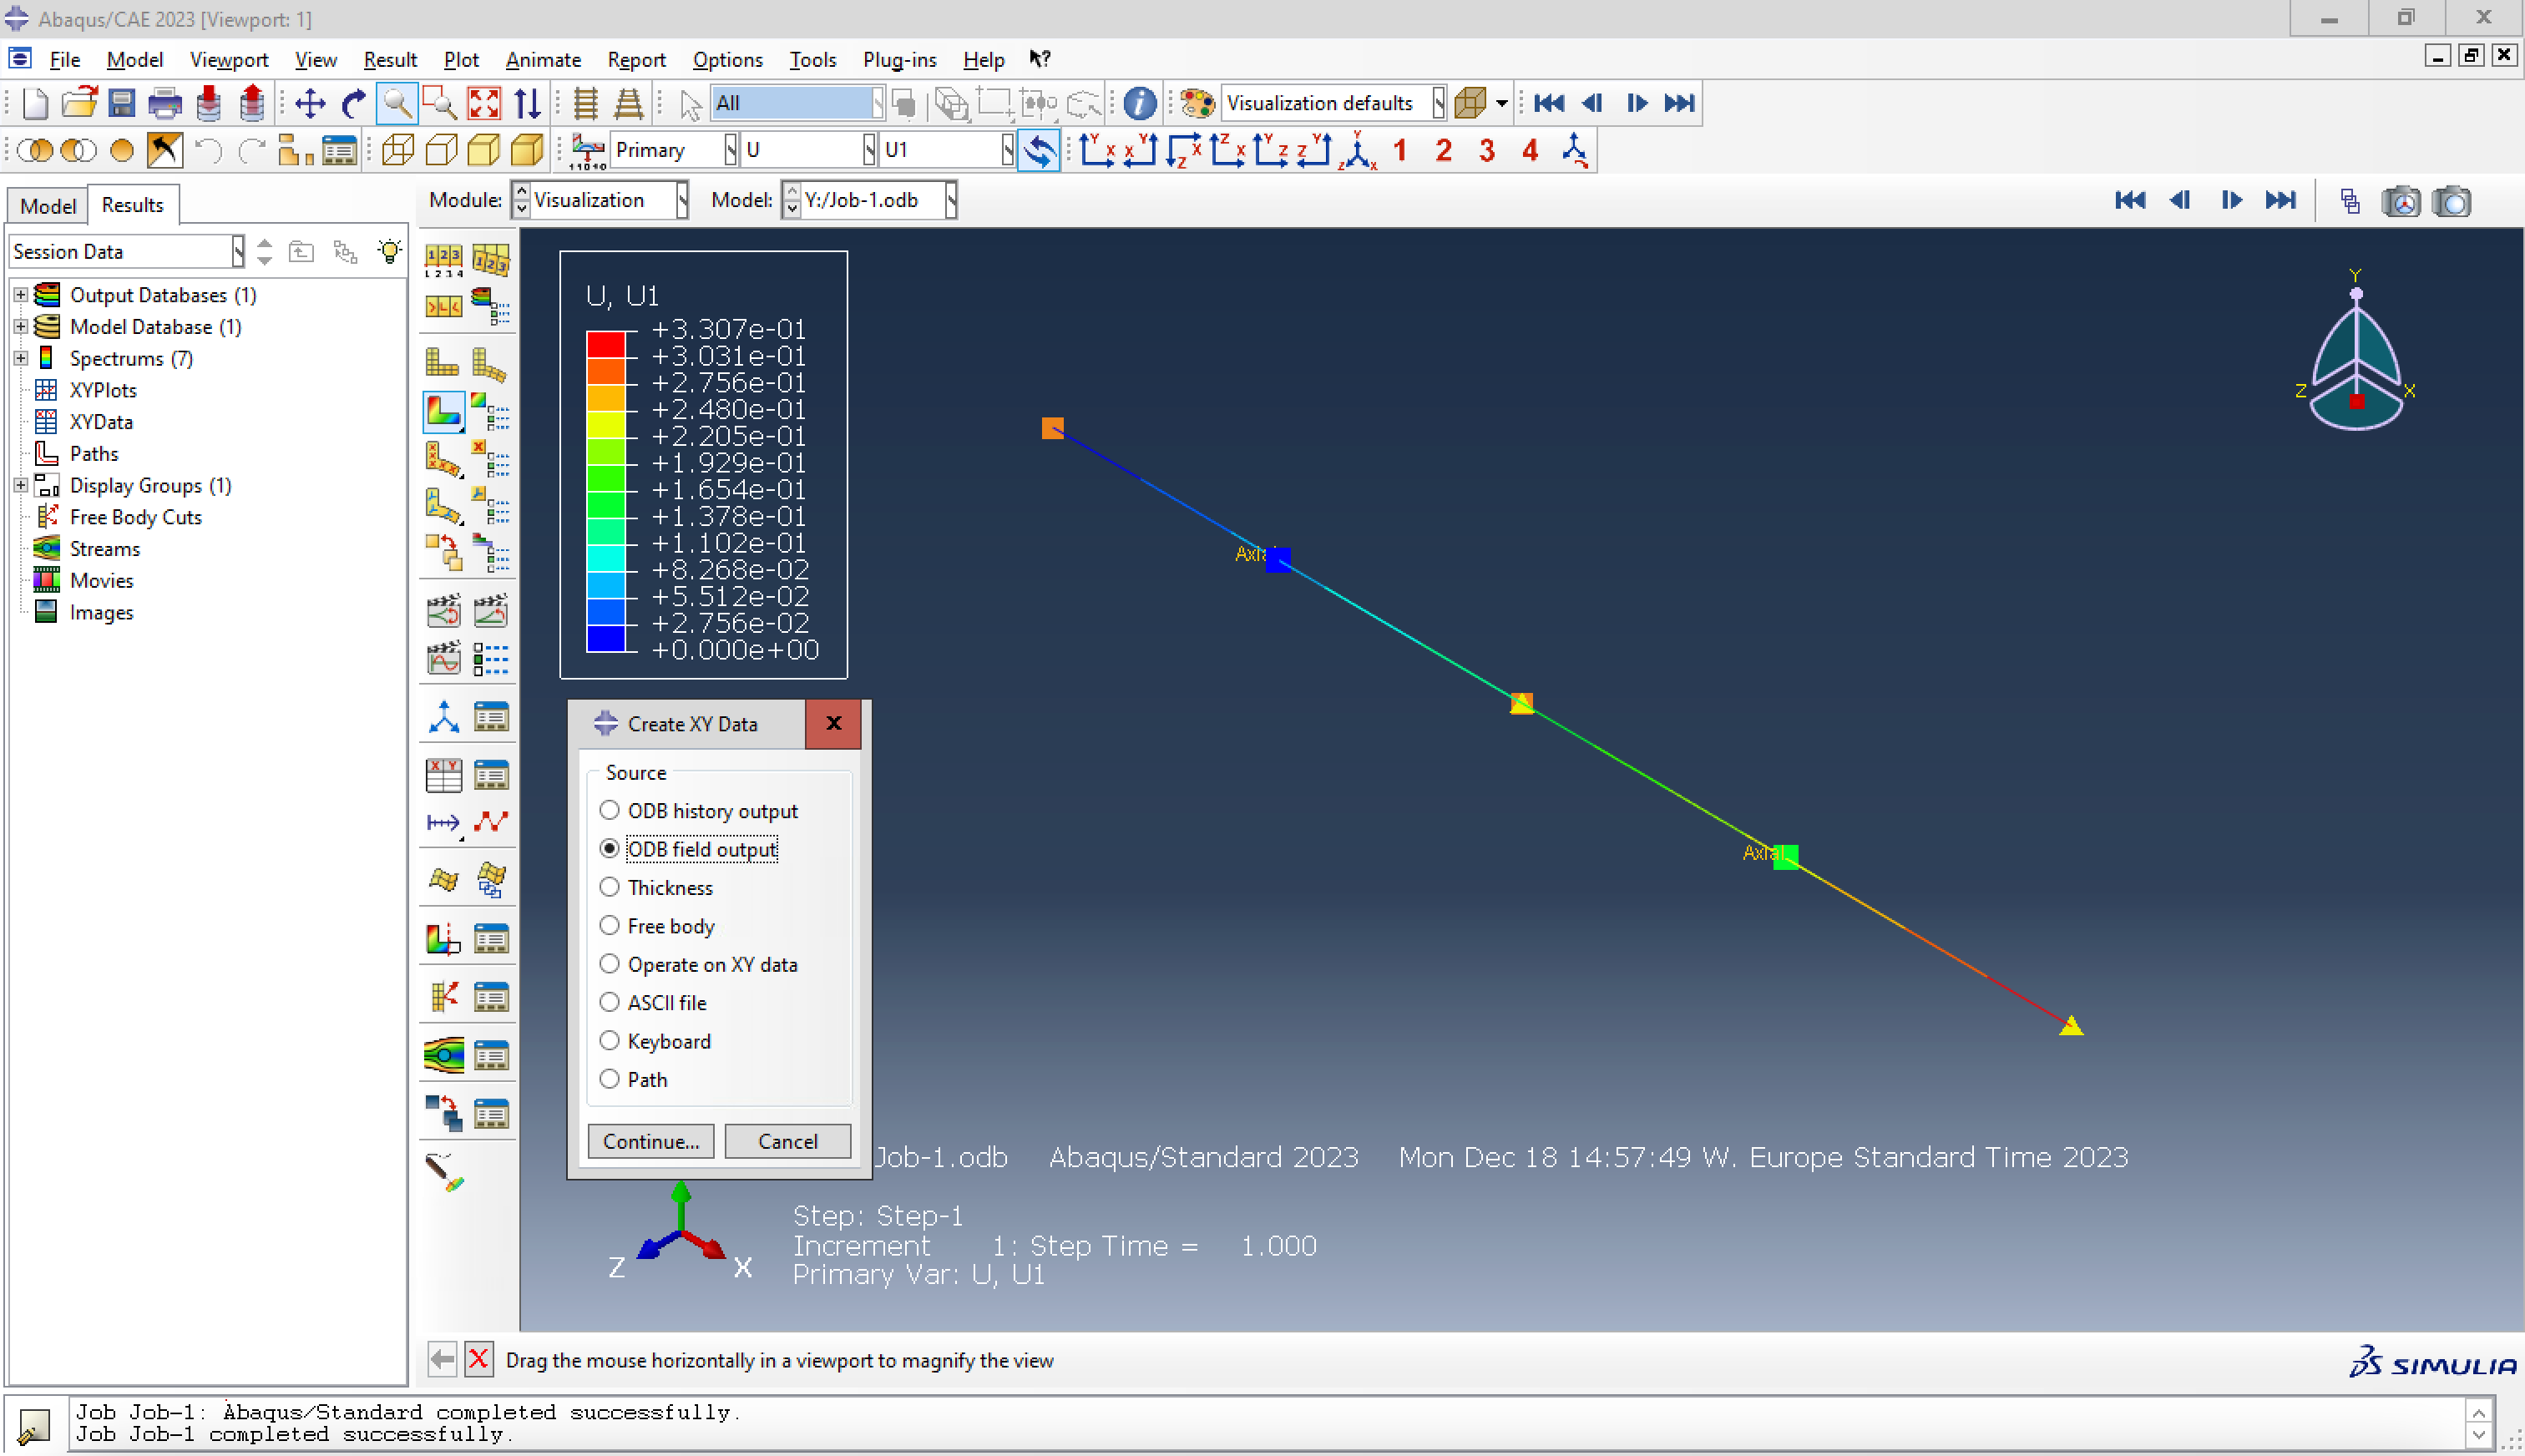 Abaqus/CAE 2023 [Viewport: 1]
File Model Viewport View Result Plot Animate Report Options Tools Plug-ins Help ?
All Visualization defaults
Primary U U1 1 2 3 4
Model Results
Module: Visualization Model: Y:/Job-1.odb
Session Data
Output Databases (1)
Model Database (1)
Spectrums (7)
XYPlots
XYData
Paths
Display Groups (1)
Free Body Cuts
Streams
Movies
Images
U, U1
+3.307e-01
+3.031e-01
+2.756e-01
+2.480e-01
+2.205e-01
+1.929e-01
+1.654e-01
+1.378e-01
+1.102e-01
+8.268e-02
+5.512e-02
+2.756e-02
+0.000e+00
Y
Z X
Axial
Axial
Create XY Data
Source
ODB history output
ODB field output
Thickness
Free body
Operate on XY data
ASCII file
Keyboard
Path
Continue... Cancel
Job-1.odb Abaqus/Standard 2023 Mon Dec 18 14:57:49 W. Europe Standard Time 2023
Z X
Step: Step-1
Increment 1: Step Time = 1.000
Primary Var: U, U1
Drag the mouse horizontally in a viewport to magnify the view
SIMULIA
Job Job-1: Abaqus/Standard completed successfully.
Job Job-1 completed successfully.